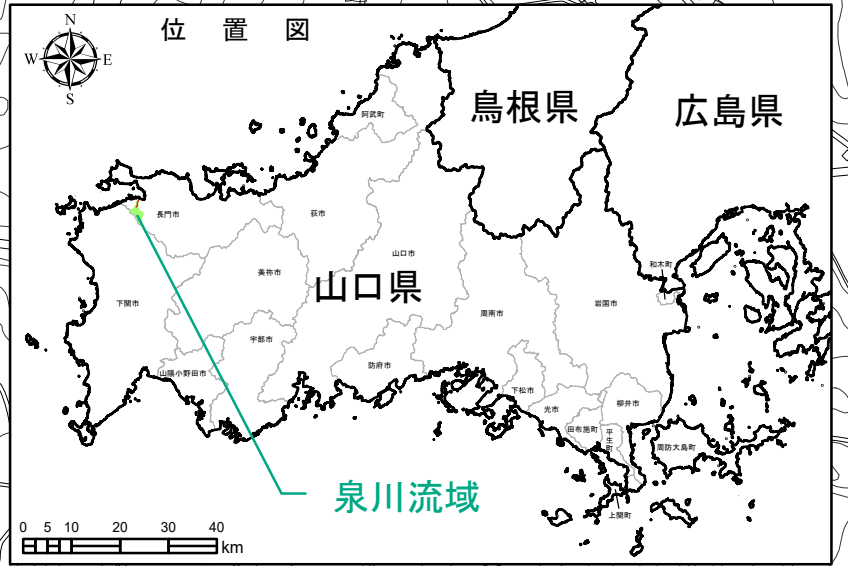 位置図
N
W
E
S
鳥根県
広島県
山口県
阿武町
長門市
萩市
山口市
美祢市
和木町
下関市
岩国市
周南市
宇部市
防府市
山陽小野田市
下松市
光市
柳井市
田布施町
平生町
周防大島町
上関町
泉川流域
0 5 10 20 30 40
km